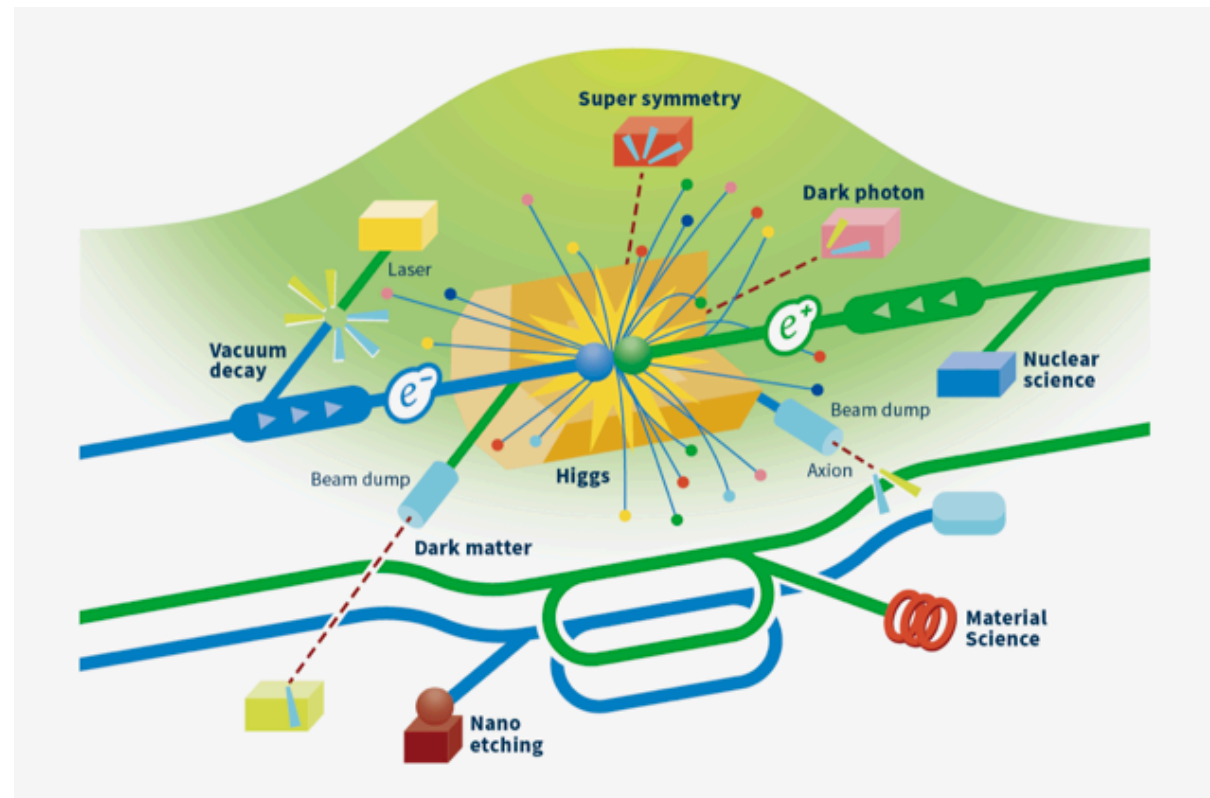 Super symmetry
Dark photon
Laser
Vacuum
decay
e⁻
e⁺
Nuclear
science
Beam dump
Axion
Beam dump
Higgs
Dark matter
Material
Science
Nano
etching